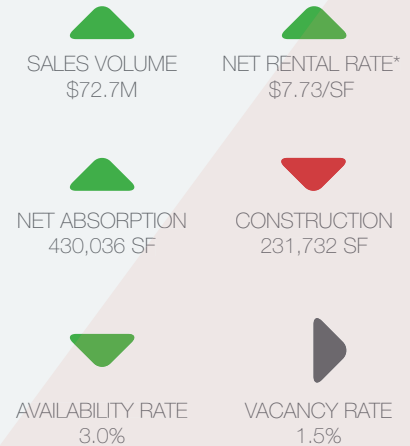 SALES VOLUME
$72.7M
NET RENTAL RATE*
$7.73/SF
NET ABSORPTION
430,036 SF
CONSTRUCTION
231,732 SF
AVAILABILITY RATE
3.0%
VACANCY RATE
1.5%